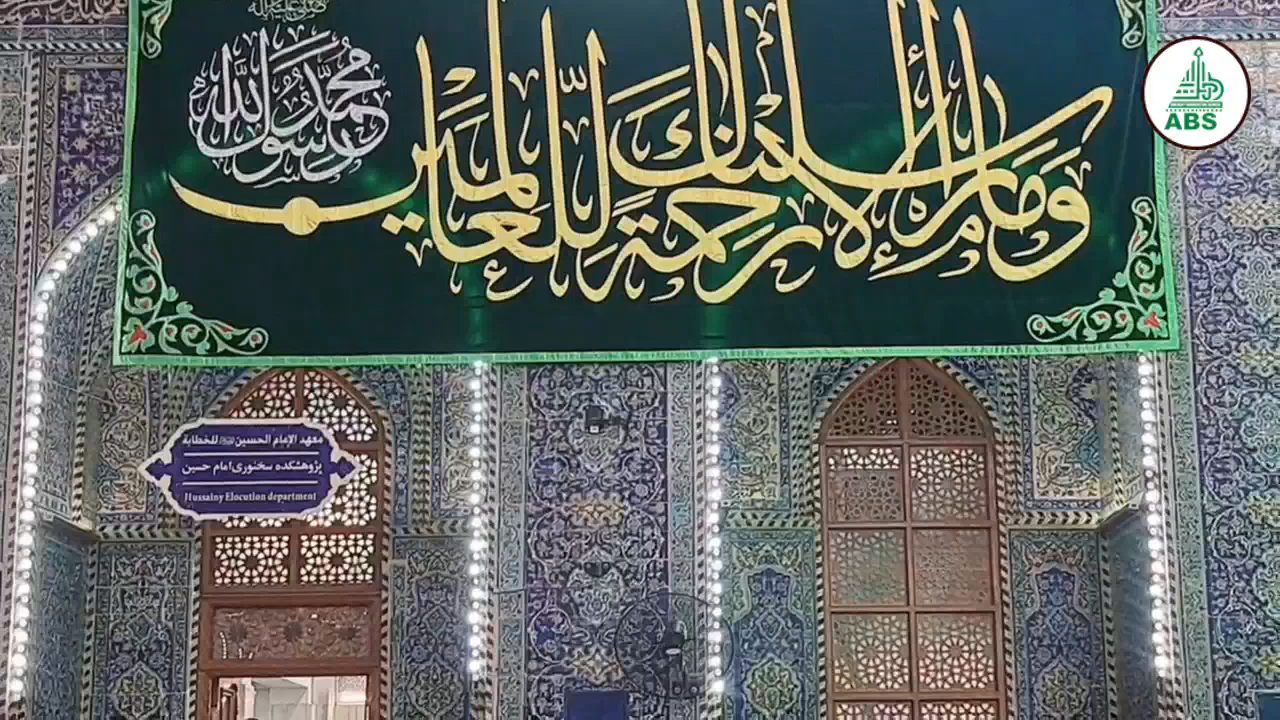 وما أرسلناك إلا رحمة للعالمين
محمد رسول الله
ABS
معهد الإمام الحسين للخطابة
پژوهشکده سخنوری امام حسین
Hussainy Elocution department